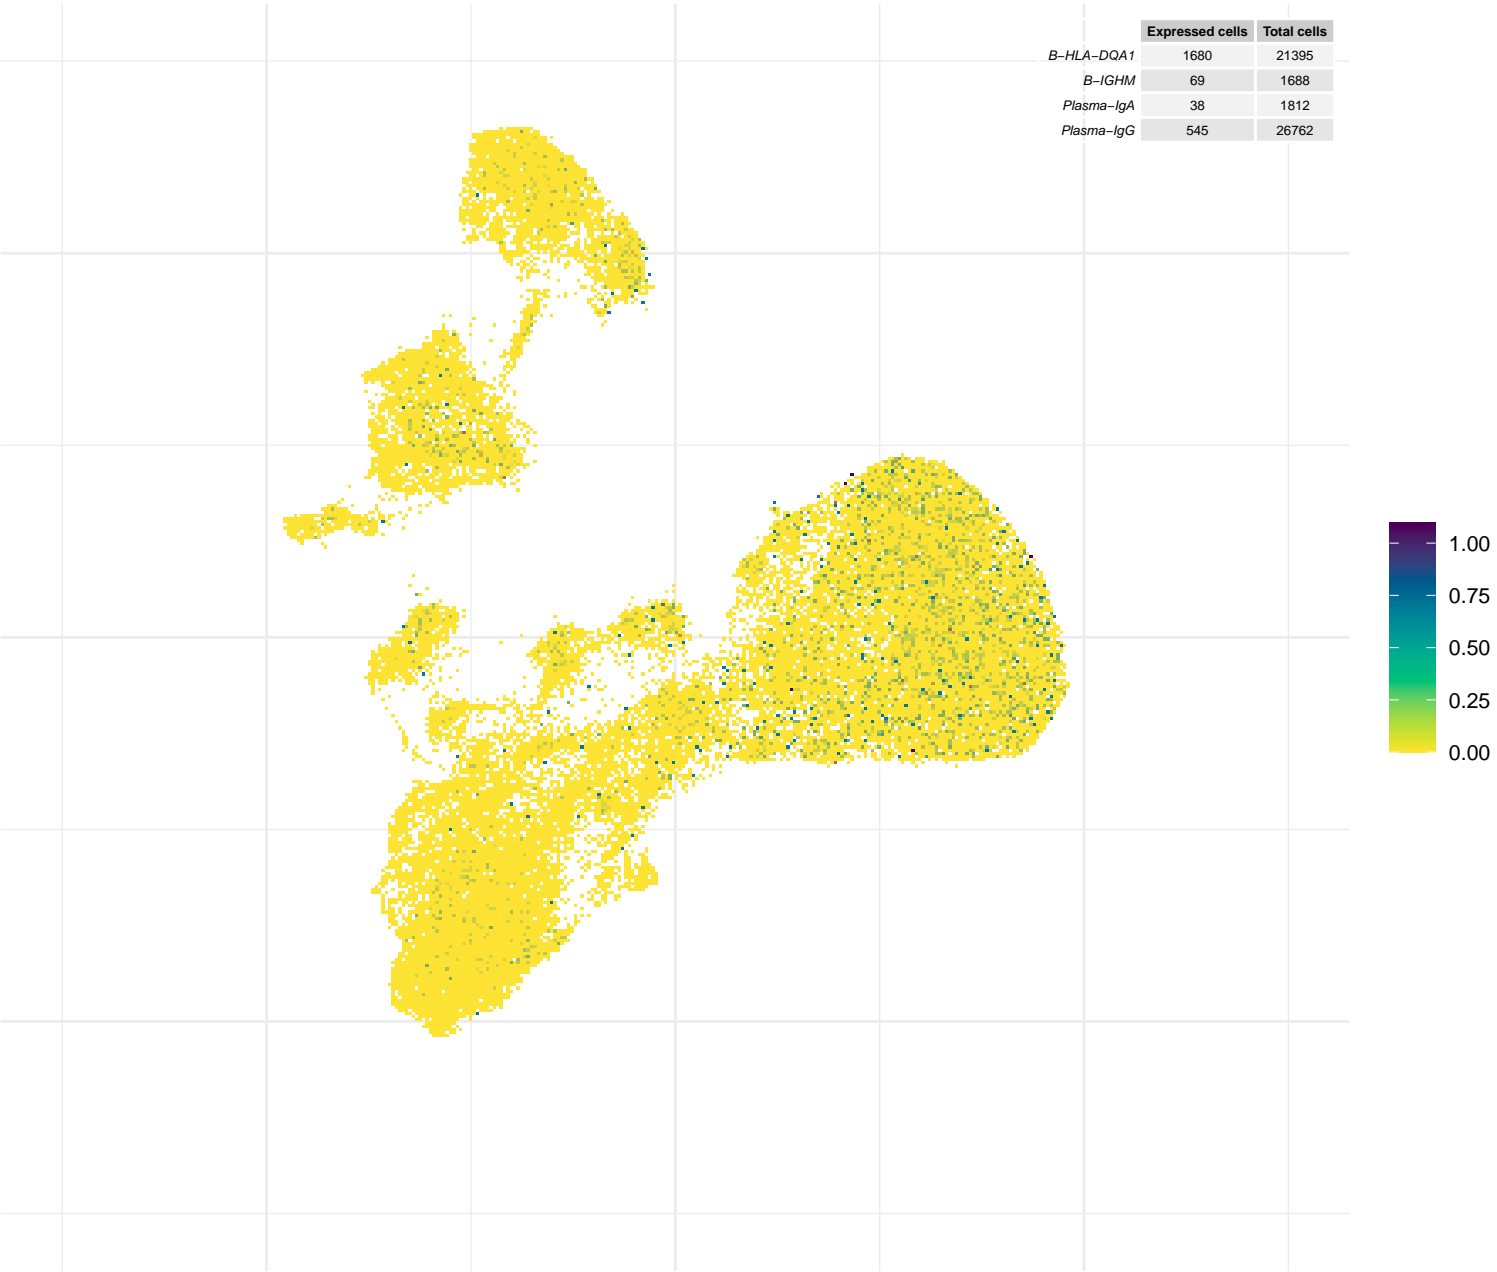 Expressed cells Total cells
B−HLA−DQA1 1680 21395
B−IGHM 69 1688
Plasma−IgA 38 1812
Plasma−IgG 545 26762
1.00
0.75
0.50
0.25
0.00